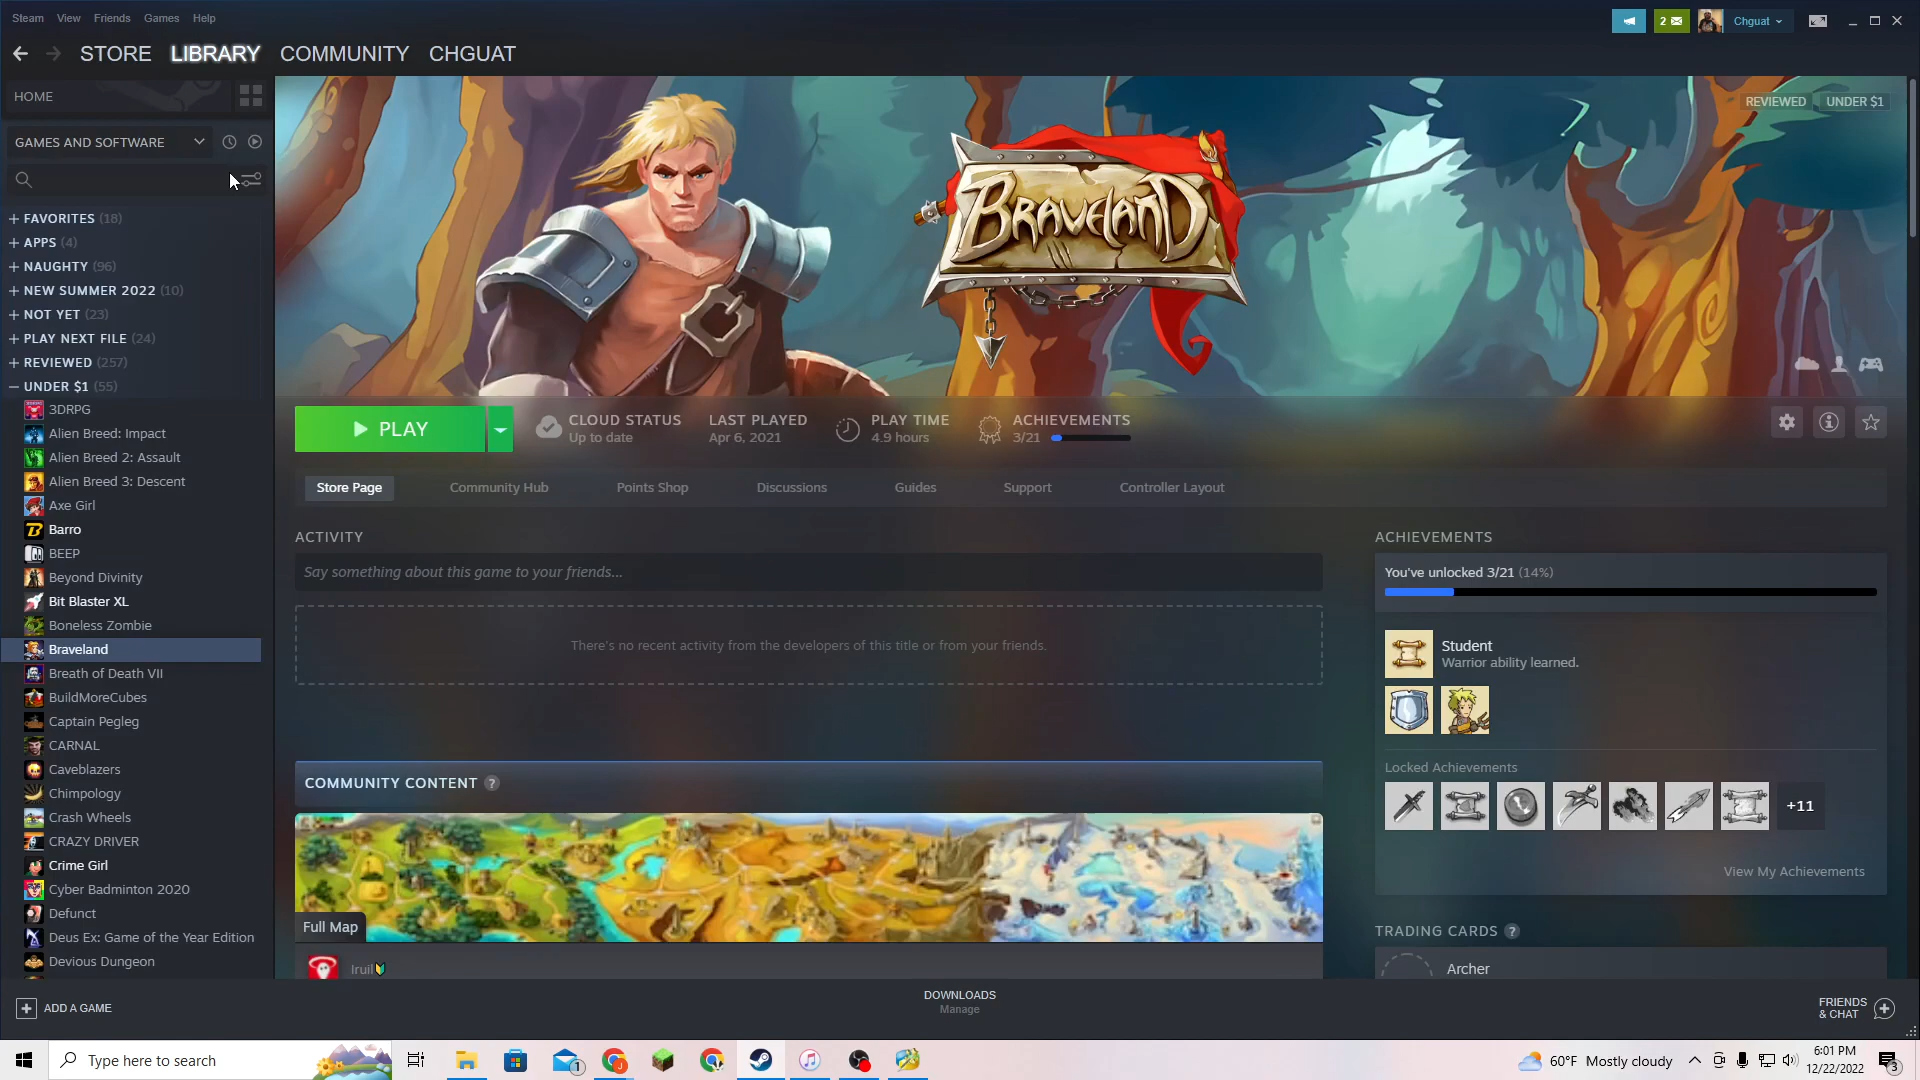 Steam View Friends Games Help
2
Chguat
STORE LIBRARY COMMUNITY CHGUAT
HOME
GAMES AND SOFTWARE
FAVORITES (18)
APPS (4)
NAUGHTY (96)
NEW SUMMER 2022 (10)
NOT YET (23)
PLAY NEXT FILE (24)
REVIEWED (257)
UNDER $1 (55)
3DRPG
Alien Breed: Impact
Alien Breed 2: Assault
Alien Breed 3: Descent
Axe Girl
Barro
BEEP
Beyond Divinity
Bit Blaster XL
Boneless Zombie
Braveland
Breath of Death VII
BuildMoreCubes
Captain Pegleg
CARNAL
Caveblazers
Chimpology
Crash Wheels
CRAZY DRIVER
Crime Girl
Cyber Badminton 2020
Defunct
Deus Ex: Game of the Year Edition
Devious Dungeon
ADD A GAME
REVIEWED UNDER $1
BRAVELAND
PLAY
CLOUD STATUS
Up to date
LAST PLAYED
Apr 6, 2021
PLAY TIME
4.9 hours
ACHIEVEMENTS
3/21
Store Page Community Hub Points Shop Discussions Guides Support Controller Layout
ACTIVITY
Say something about this game to your friends...
There's no recent activity from the developers of this title or from your friends.
COMMUNITY CONTENT ?
Full Map
Iruil
ACHIEVEMENTS
You've unlocked 3/21 (14%)
Student
Warrior ability learned.
Locked Achievements
+11
View My Achievements
TRADING CARDS ?
Archer
DOWNLOADS
Manage
FRIENDS
& CHAT
Type here to search
1
60°F Mostly cloudy
6:01 PM
12/22/2022
3